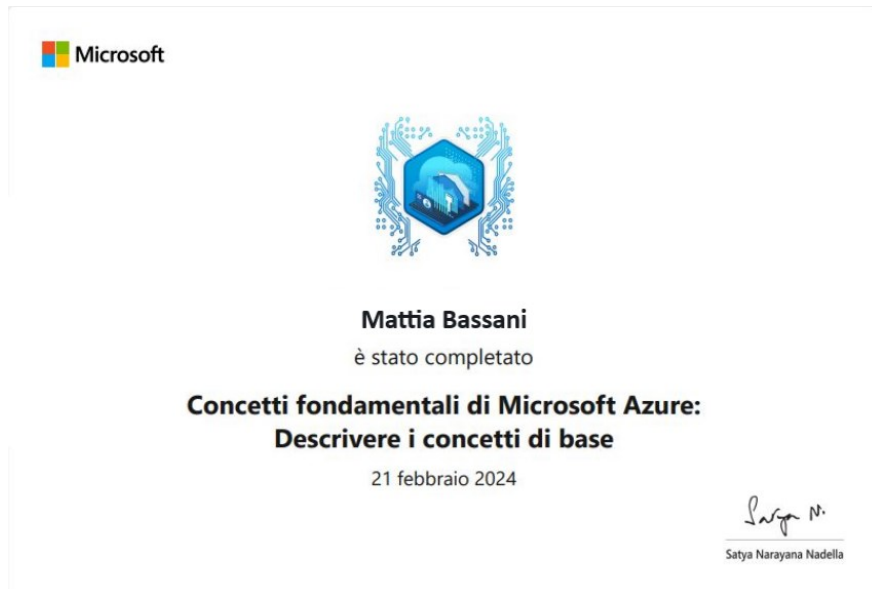 Microsoft
Mattia Bassani
è stato completato
Concetti fondamentali di Microsoft Azure:
Descrivere i concetti di base
21 febbraio 2024
Satya N.
Satya Narayana Nadella